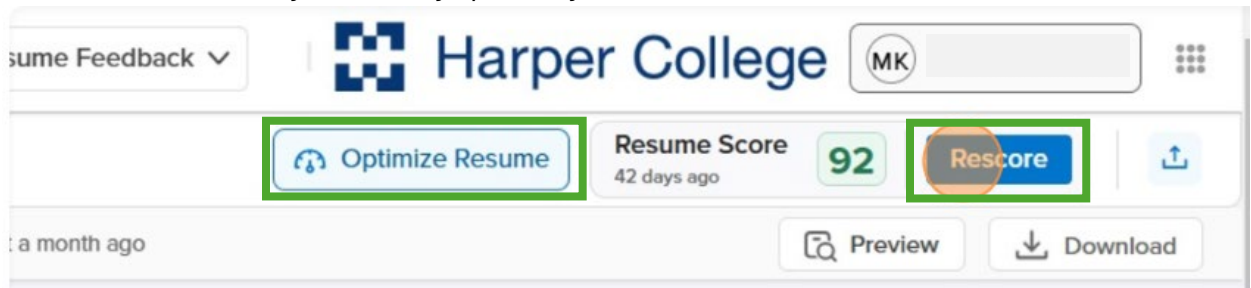 sume Feedback
Harper College
MK
Optimize Resume
Resume Score
42 days ago
92
Rescore
a month ago
Preview
Download